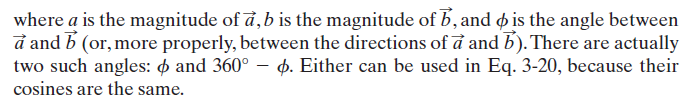 where a is the magnitude of a⃗, b is the magnitude of b⃗, and ϕ is the angle between
a⃗ and b⃗ (or, more properly, between the directions of a⃗ and b⃗). There are actually
two such angles: ϕ and 360° − ϕ. Either can be used in Eq. 3-20, because their
cosines are the same.